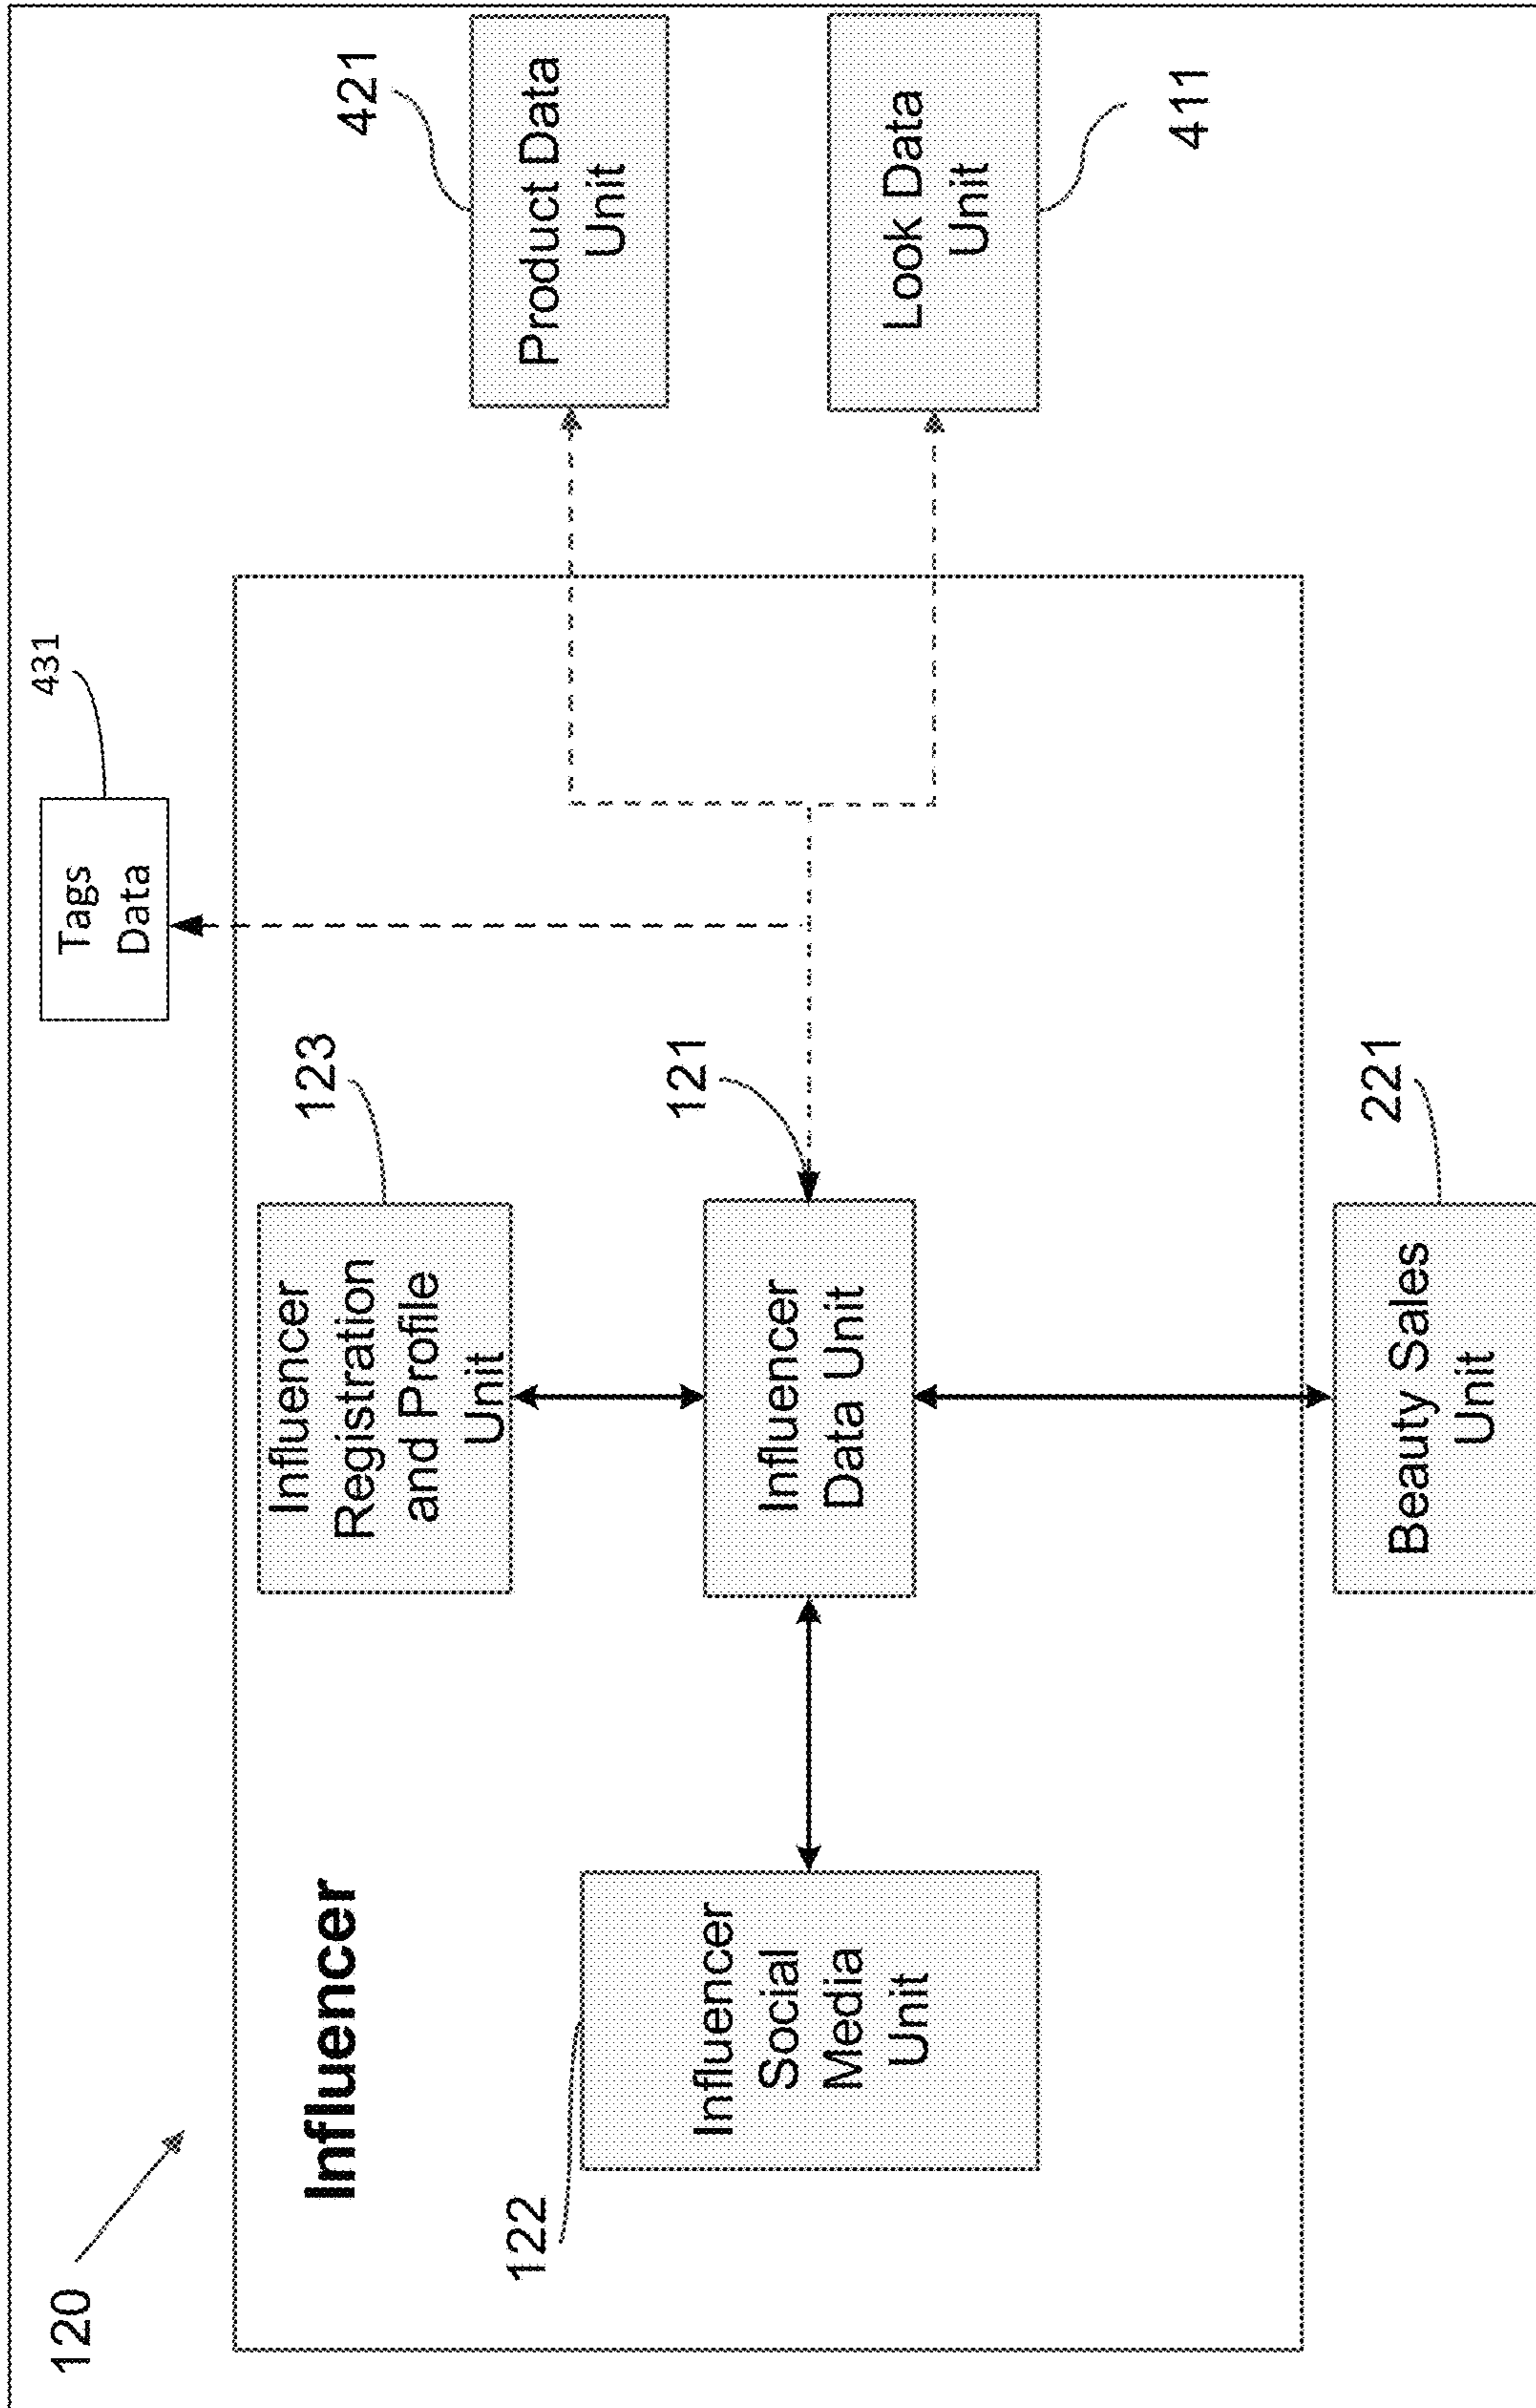 120
Influencer
431
Tags
Data
123
Influencer
Registration
and Profile
Unit
421
Product Data
Unit
122
Influencer
Social
Media
Unit
121
Influencer
Data Unit
Look Data
Unit
411
221
Beauty Sales
Unit